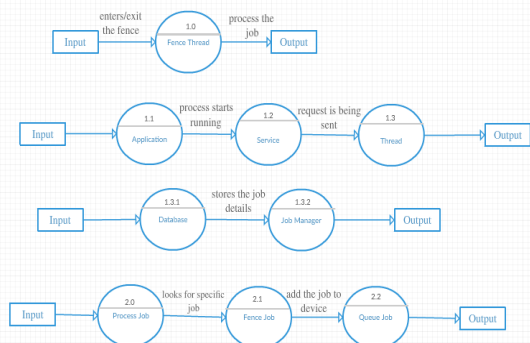 enters/exit
the fence
process the
job
Input
1.0
Fence Thread
Output
process starts
running
request is being
sent
Input
1.1
Application
1.2
Service
1.3
Thread
Output
stores the job
details
Input
1.3.1
Database
1.3.2
Job Manager
Output
looks for specific
job
add the job to
device
Input
2.0
Process Job
2.1
Fence Job
2.2
Queue Job
Output